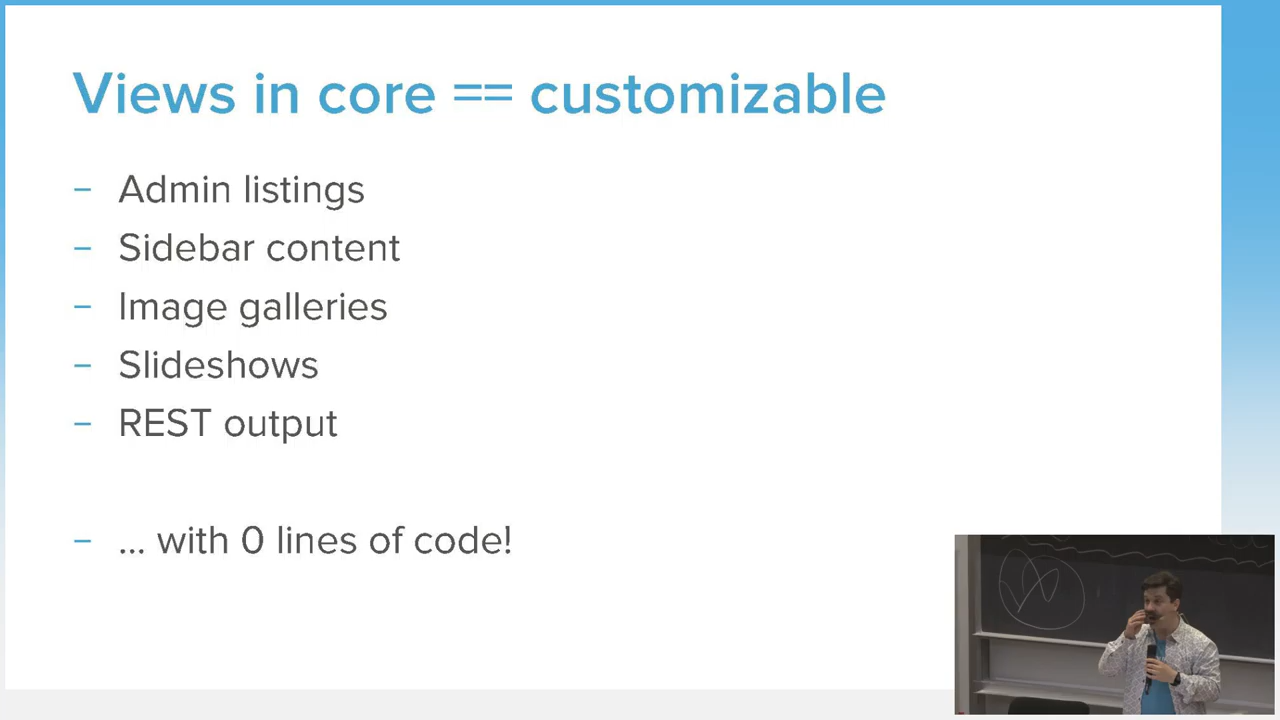 Views in core == customizable
– Admin listings
– Sidebar content
– Image galleries
– Slideshows
– REST output
– ... with 0 lines of code!